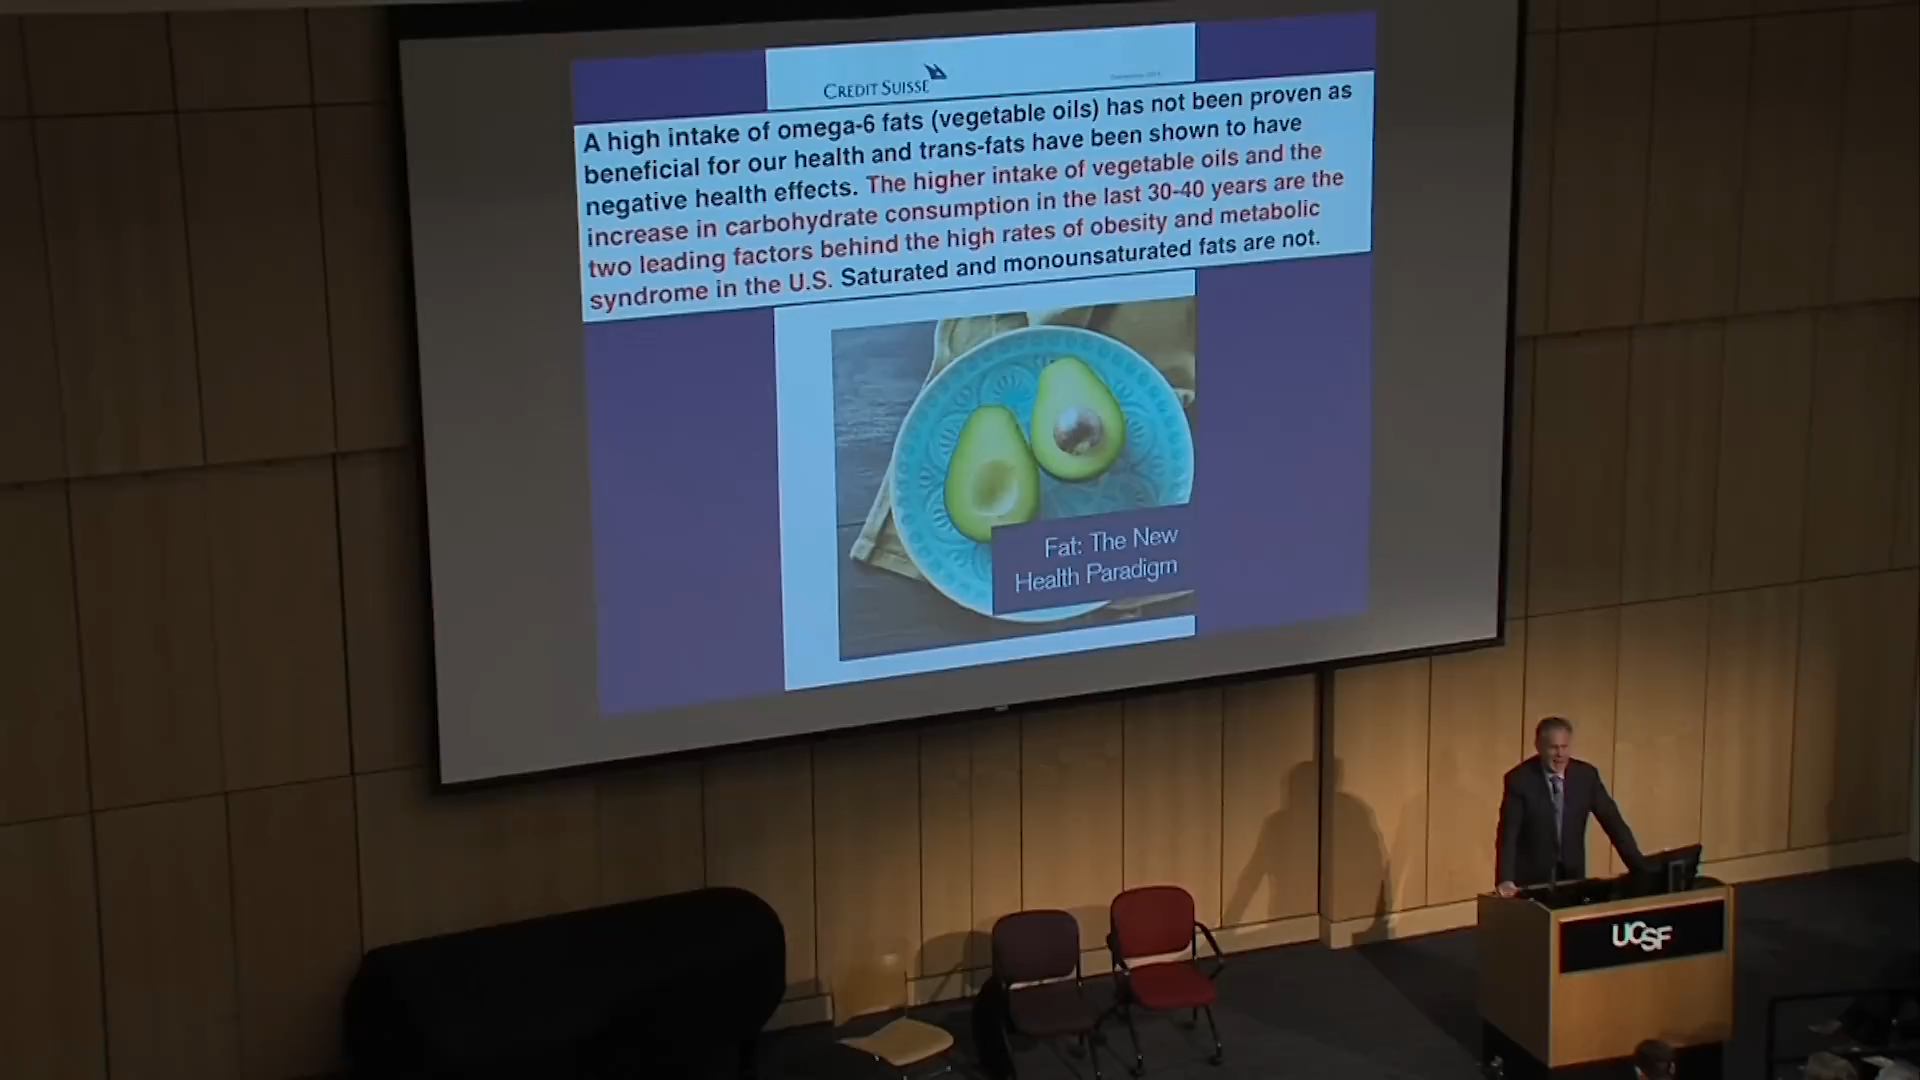 CREDIT SUISSE
A high intake of omega-6 fats (vegetable oils) has not been proven as
beneficial for our health and trans-fats have been shown to have
negative health effects. The higher intake of vegetable oils and the
increase in carbohydrate consumption in the last 30-40 years are the
two leading factors behind the high rates of obesity and metabolic
syndrome in the U.S. Saturated and monounsaturated fats are not.
Fat: The New
Health Paradigm
UCSF